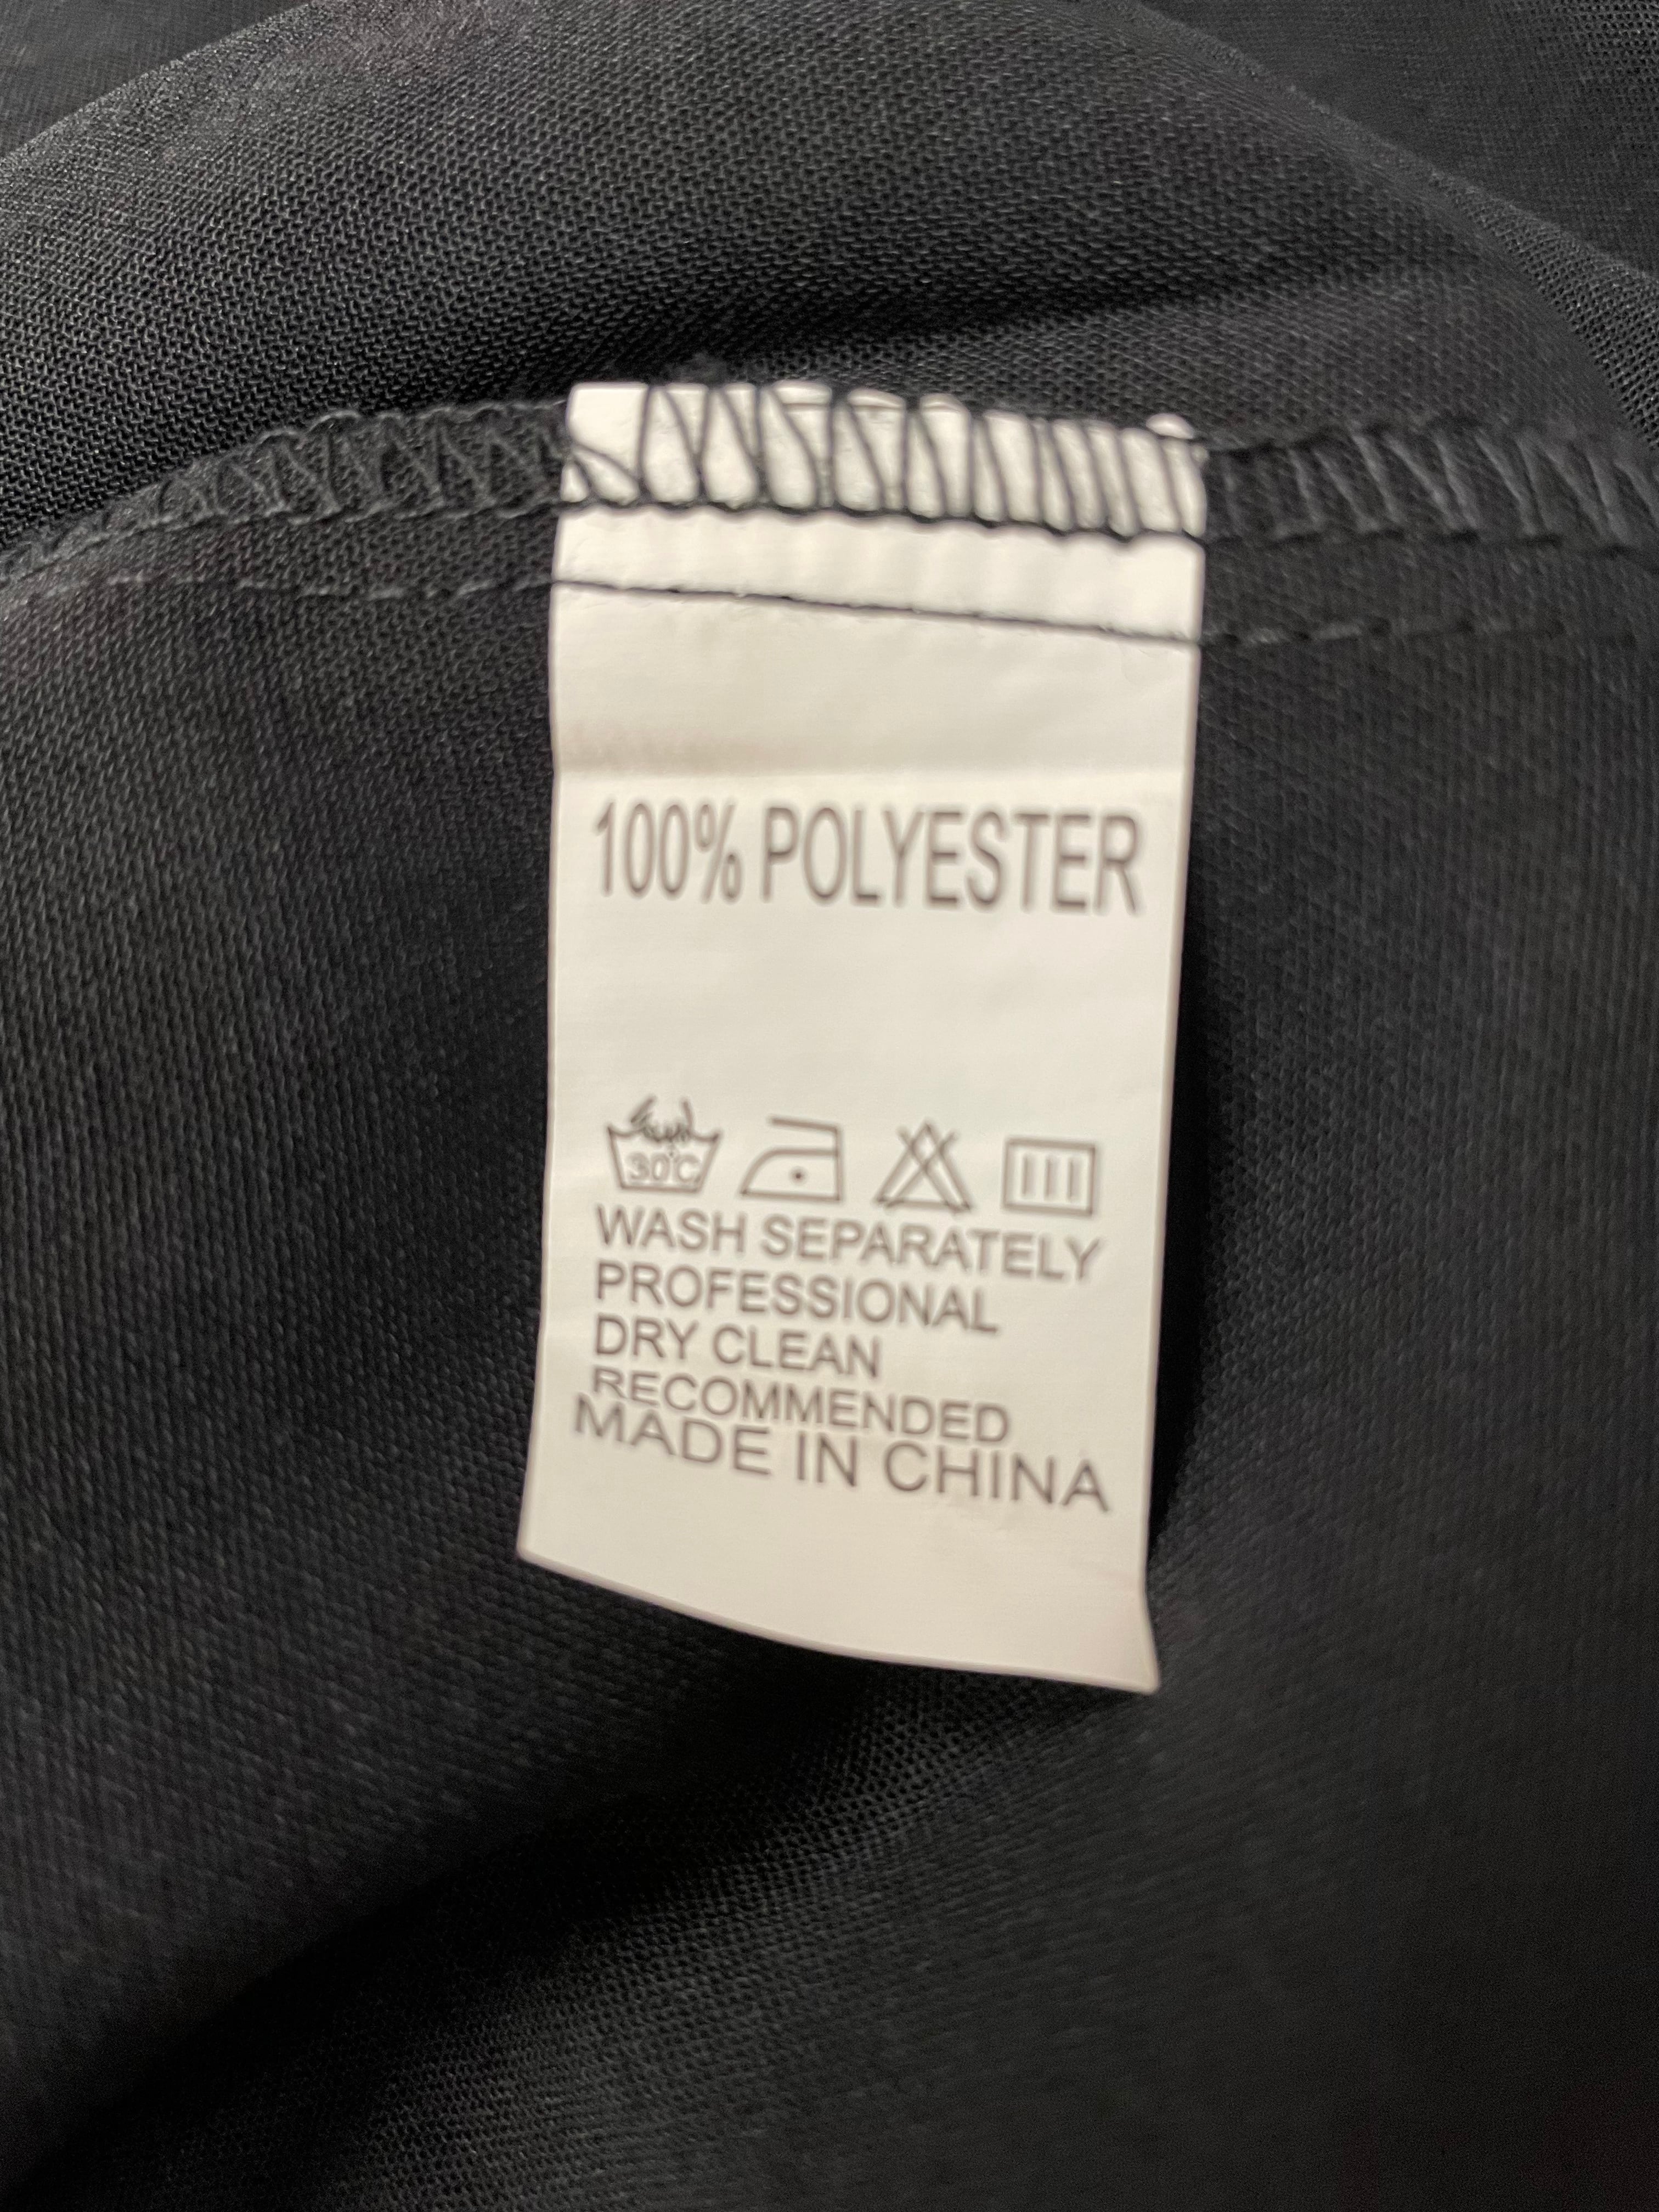 100% POLYESTER
30°C
WASH SEPARATELY
PROFESSIONAL
DRY CLEAN
RECOMMENDED
MADE IN CHINA